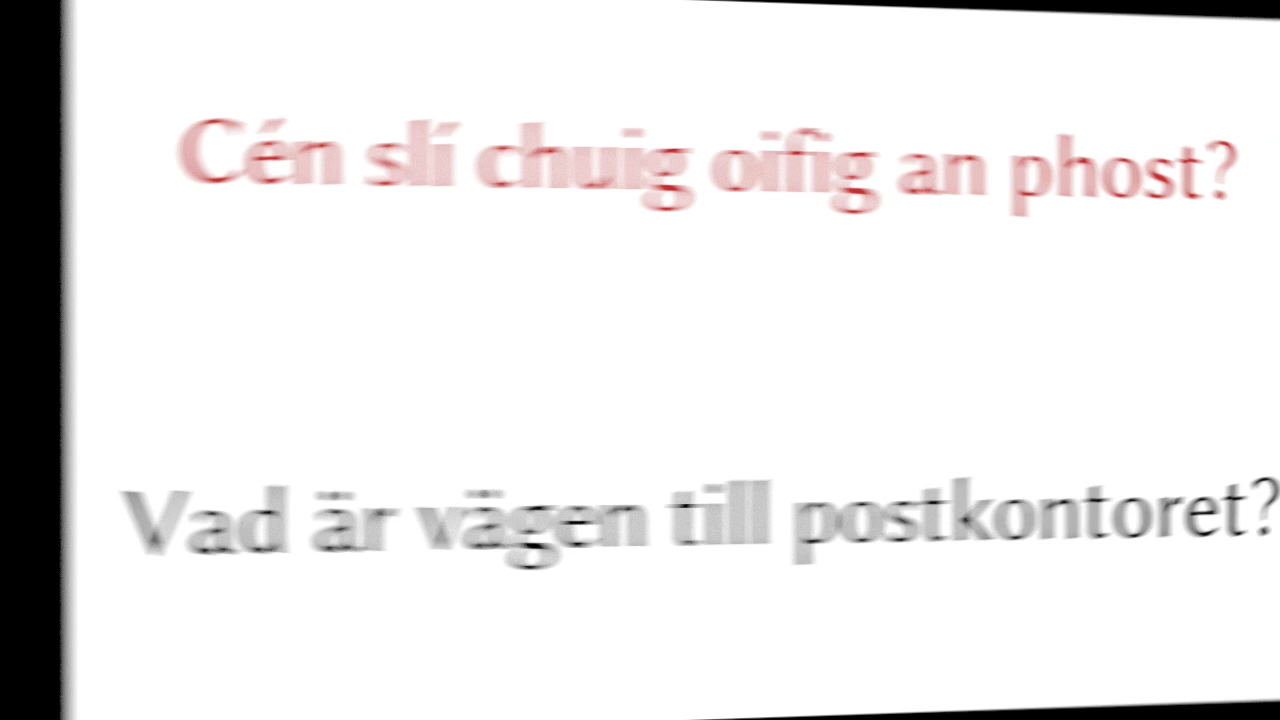 Cén slí chuig oifig an phost?
Vad är vägen till postkontoret?